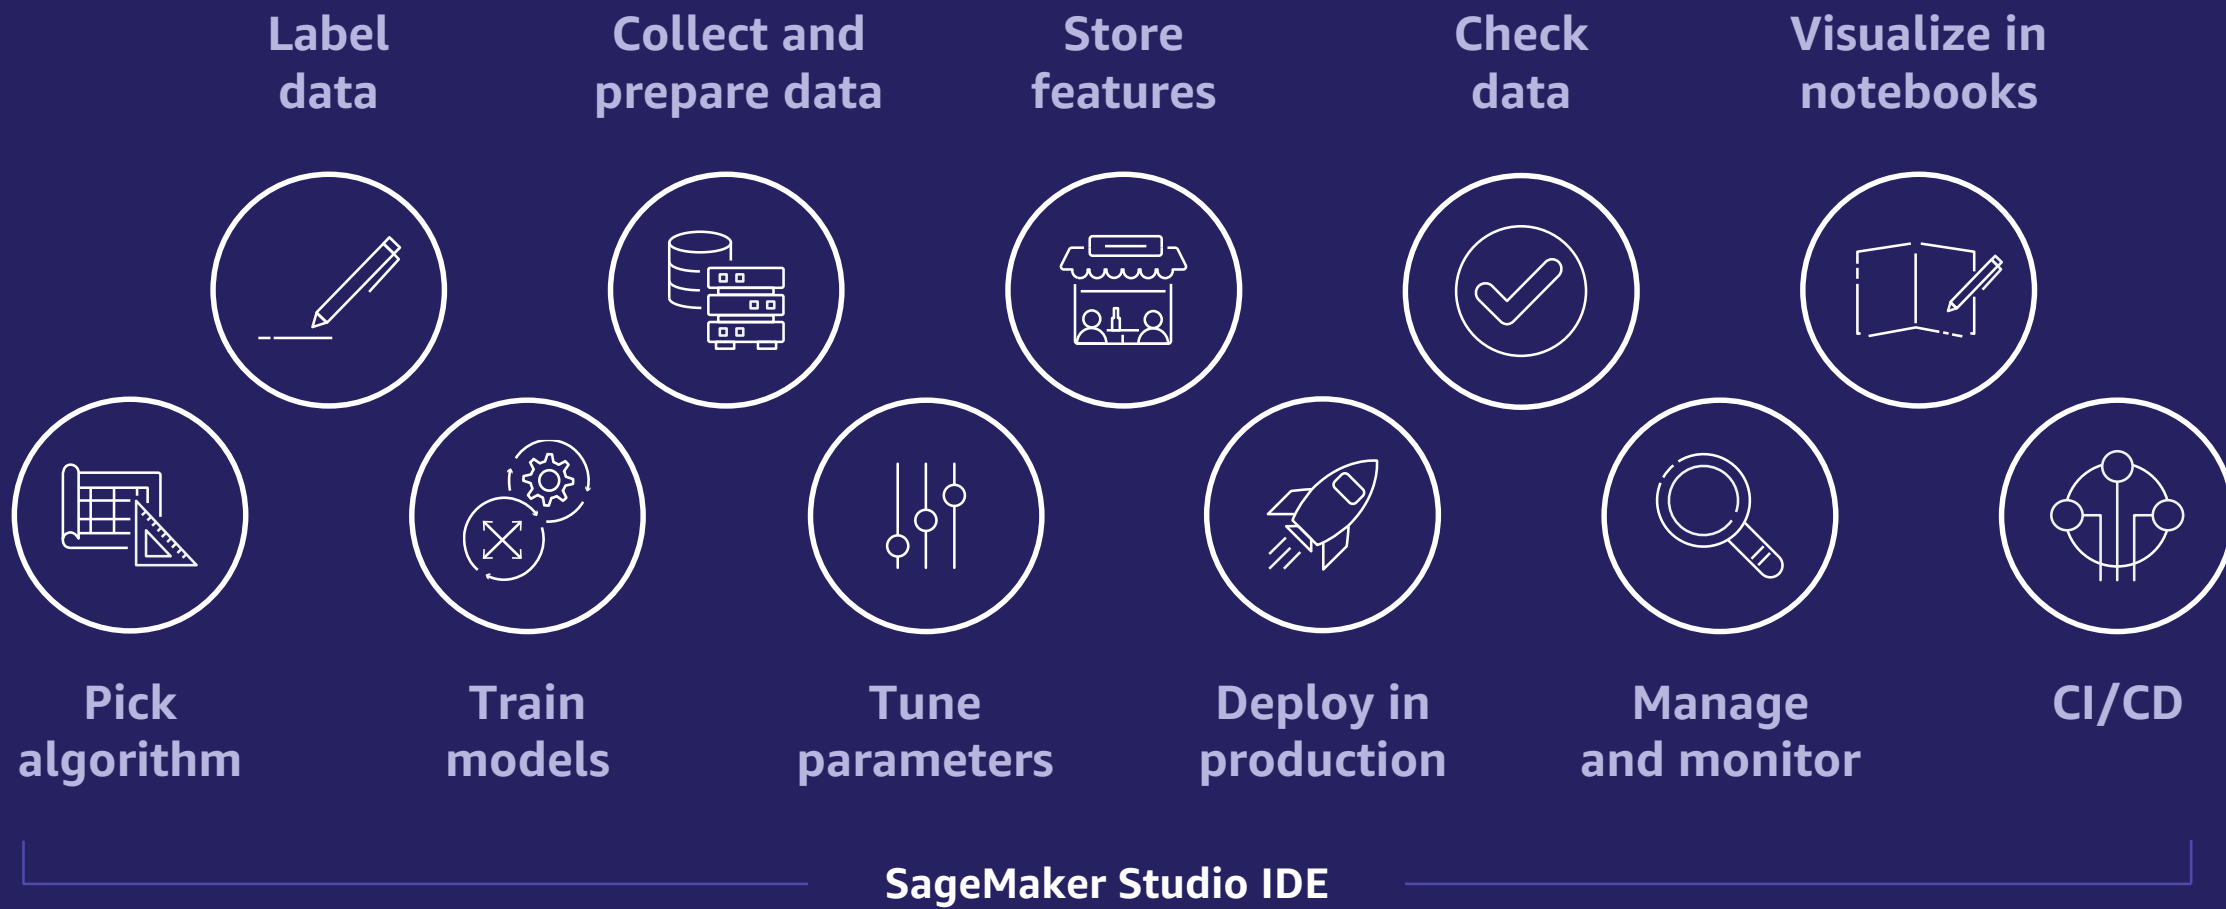 Label
data
Collect and
prepare data
Store
features
Check
data
Visualize in
notebooks
Pick
algorithm
Train
models
Tune
parameters
Deploy in
production
Manage
and monitor
CI/CD
SageMaker Studio IDE